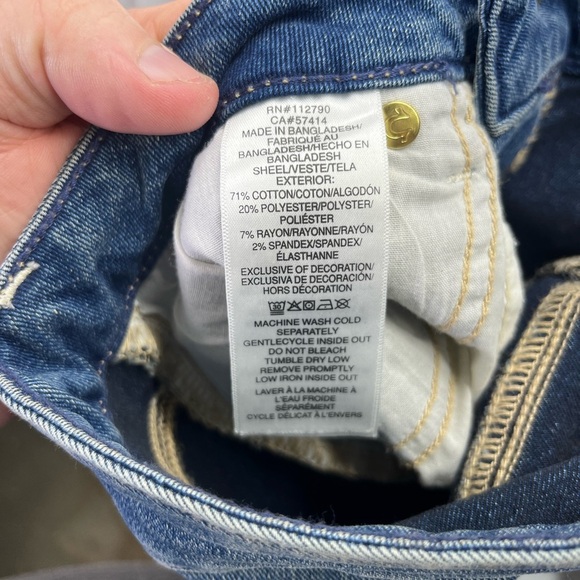 RN#112790
CA#57414
MADE IN BANGLADESH/
FABRIQUÉ AU
BANGLADESH/HECHO EN
BANGLADESH
SHELL/VESTE/TELA
EXTERIOR:
71% COTTON/COTON/ALGODÓN
20% POLYESTER/POLYSTER/
POLIÉSTER
7% RAYON/RAYONNE/RAYÓN
2% SPANDEX/SPANDEX/
ÉLASTHANNE
EXCLUSIVE OF DECORATION/
EXCLUSIVA DE DECORACIÓN/
HORS DÉCORATION
MACHINE WASH COLD
SEPARATELY
GENTLECYCLE INSIDE OUT
DO NOT BLEACH
TUMBLE DRY LOW
REMOVE PROMPTLY
LOW IRON INSIDE OUT
LAVER À LA MACHINE À
L'EAU FROIDE
SÉPARÉMENT
CYCLE DÉLICAT À L'ENVERS